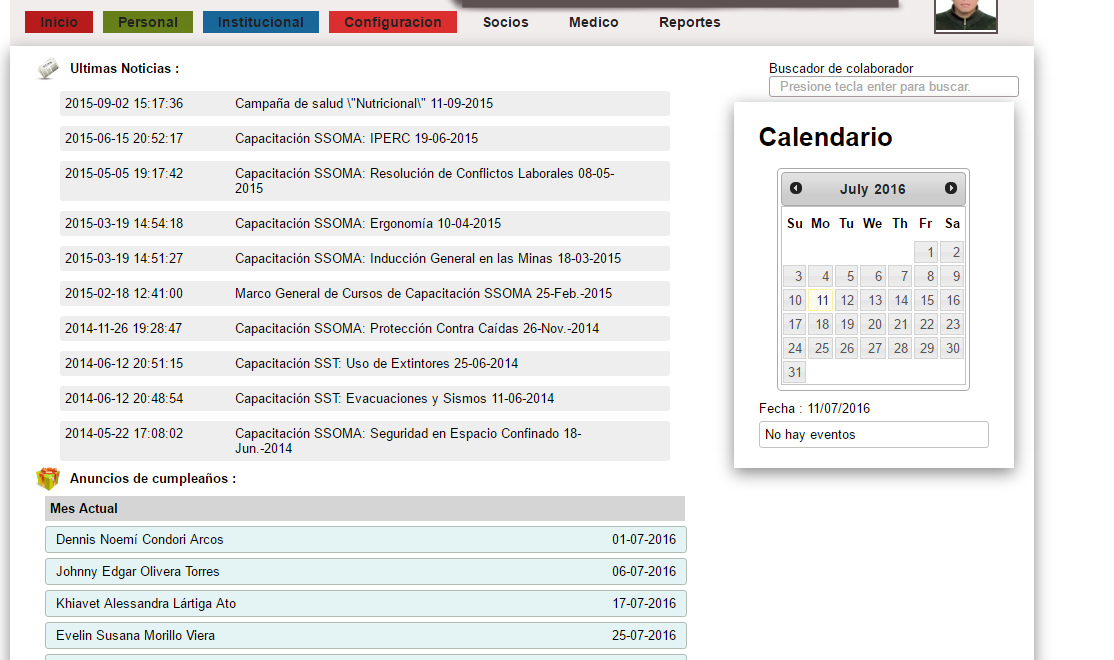 Inicio Personal Institucional Configuracion Socios Medico Reportes
Ultimas Noticias :
2015-09-02 15:17:36 Campaña de salud \"Nutricional\" 11-09-2015
2015-06-15 20:52:17 Capacitación SSOMA: IPERC 19-06-2015
2015-05-05 19:17:42 Capacitación SSOMA: Resolución de Conflictos Laborales 08-05-
2015
2015-03-19 14:54:18 Capacitación SSOMA: Ergonomía 10-04-2015
2015-03-19 14:51:27 Capacitación SSOMA: Inducción General en las Minas 18-03-2015
2015-02-18 12:41:00 Marco General de Cursos de Capacitación SSOMA 25-Feb.-2015
2014-11-26 19:28:47 Capacitación SSOMA: Protección Contra Caídas 26-Nov.-2014
2014-06-12 20:51:15 Capacitación SST: Uso de Extintores 25-06-2014
2014-06-12 20:48:54 Capacitación SST: Evacuaciones y Sismos 11-06-2014
2014-05-22 17:08:02 Capacitación SSOMA: Seguridad en Espacio Confinado 18-
Jun.-2014
Anuncios de cumpleaños :
Mes Actual
Dennis Noemí Condori Arcos 01-07-2016
Johnny Edgar Olivera Torres 06-07-2016
Khiavet Alessandra Lártiga Ato 17-07-2016
Evelin Susana Morillo Viera 25-07-2016
Buscador de colaborador
Presione tecla enter para buscar.
Calendario
July 2016
Su Mo Tu We Th Fr Sa
1 2
3 4 5 6 7 8 9
10 11 12 13 14 15 16
17 18 19 20 21 22 23
24 25 26 27 28 29 30
31
Fecha : 11/07/2016
No hay eventos